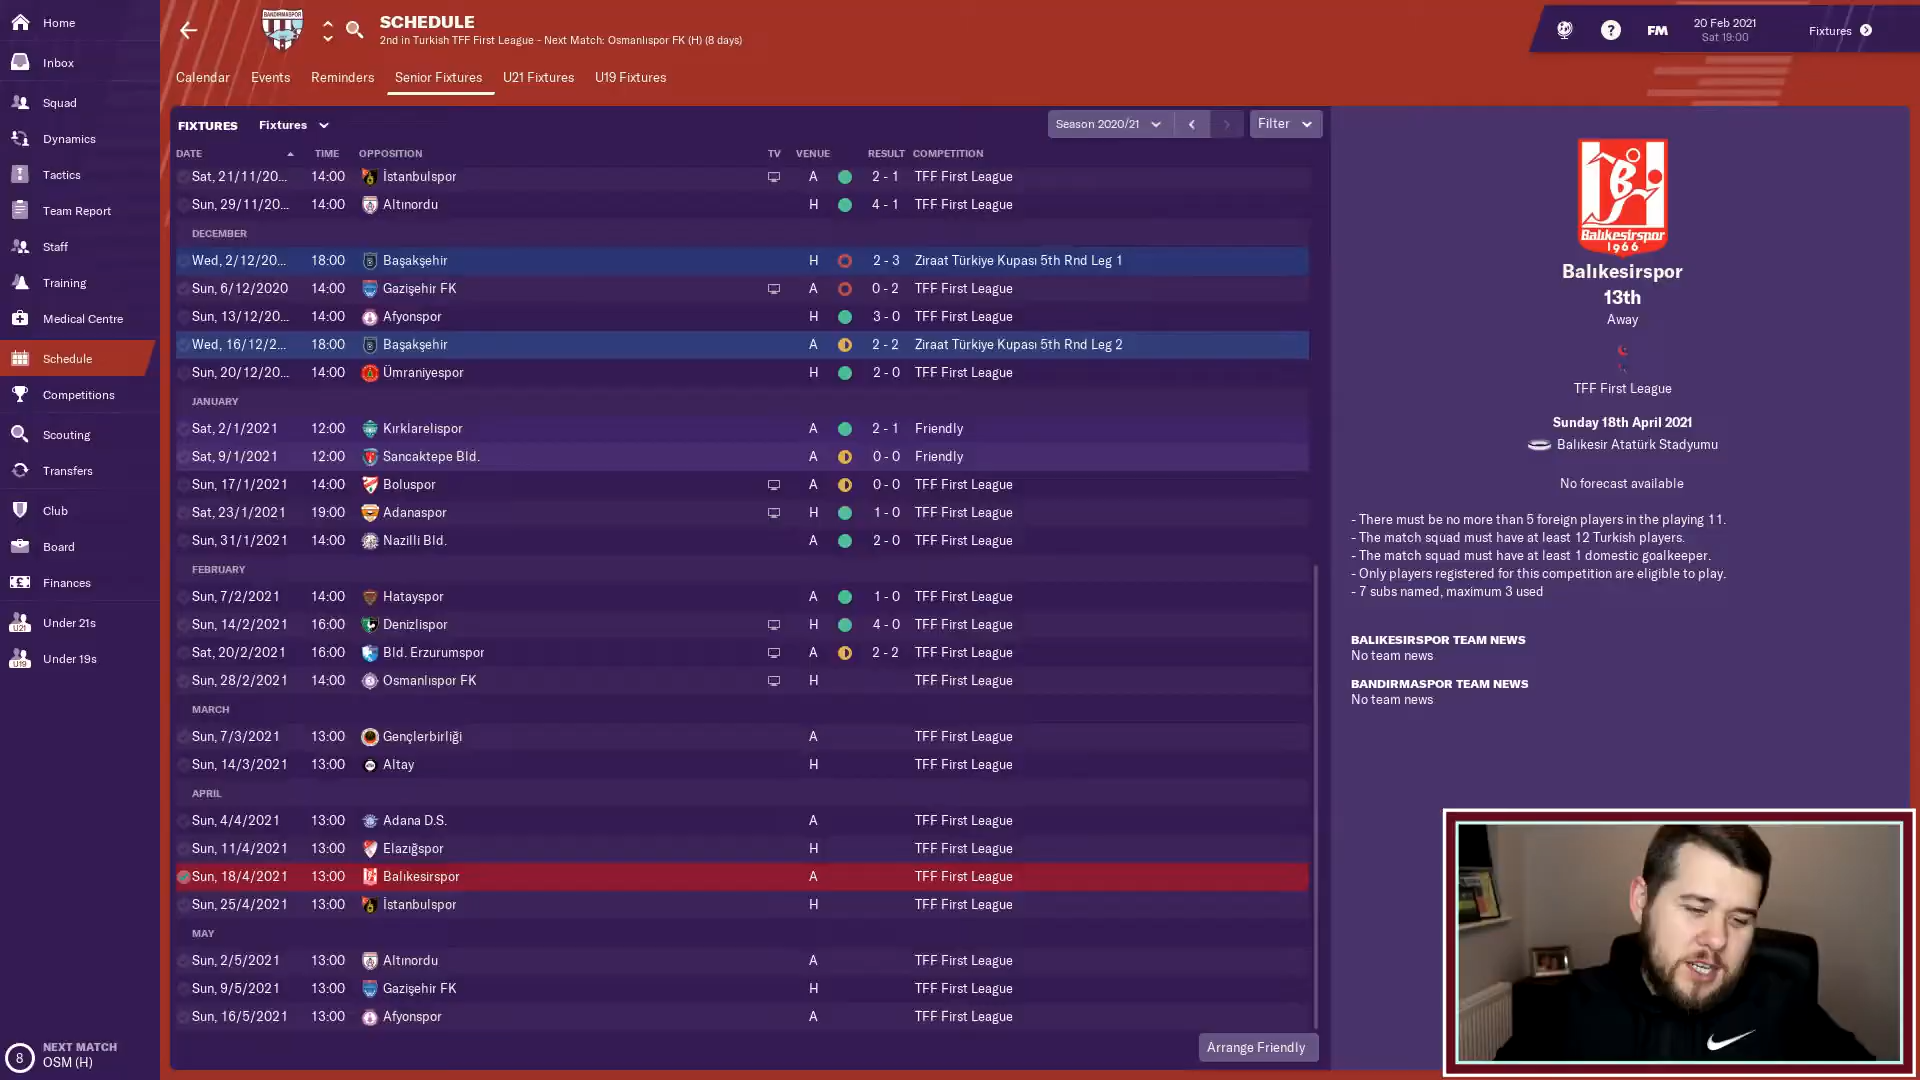 Home
Inbox
Squad
Dynamics
Tactics
Team Report
Staff
Training
Medical Centre
Schedule
Competitions
Scouting
Transfers
Club
Board
Finances
Under 21s
Under 19s
8
NEXT MATCH
OSM (H)
BANDIRMASPOR
SCHEDULE
2nd in Turkish TFF First League - Next Match: Osmanlıspor FK (H) (8 days)
FM
20 Feb 2021
Sat 19:00
Fixtures
Calendar Events Reminders Senior Fixtures U21 Fixtures U19 Fixtures
FIXTURES Fixtures Season 2020/21 Filter
DATE TIME OPPOSITION TV VENUE RESULT COMPETITION
Sat, 21/11/20... 14:00 İstanbulspor A 2 - 1 TFF First League
Sun, 29/11/20... 14:00 Altınordu H 4 - 1 TFF First League
DECEMBER
Wed, 2/12/20... 18:00 Başakşehir H 2 - 3 Ziraat Türkiye Kupası 5th Rnd Leg 1
Sun, 6/12/2020 14:00 Gazişehir FK A 0 - 2 TFF First League
Sun, 13/12/20... 14:00 Afyonspor H 3 - 0 TFF First League
Wed, 16/12/2... 18:00 Başakşehir A 2 - 2 Ziraat Türkiye Kupası 5th Rnd Leg 2
Sun, 20/12/20... 14:00 Ümraniyespor H 2 - 0 TFF First League
JANUARY
Sat, 2/1/2021 12:00 Kırklarelispor A 2 - 1 Friendly
Sat, 9/1/2021 12:00 Sancaktepe Bld. A 0 - 0 Friendly
Sun, 17/1/2021 14:00 Boluspor A 0 - 0 TFF First League
Sat, 23/1/2021 19:00 Adanaspor H 1 - 0 TFF First League
Sun, 31/1/2021 14:00 Nazilli Bld. A 2 - 0 TFF First League
FEBRUARY
Sun, 7/2/2021 14:00 Hatayspor A 1 - 0 TFF First League
Sun, 14/2/2021 16:00 Denizlispor H 4 - 0 TFF First League
Sat, 20/2/2021 16:00 Bld. Erzurumspor A 2 - 2 TFF First League
Sun, 28/2/2021 14:00 Osmanlıspor FK H TFF First League
MARCH
Sun, 7/3/2021 13:00 Gençlerbirliği A TFF First League
Sun, 14/3/2021 13:00 Altay H TFF First League
APRIL
Sun, 4/4/2021 13:00 Adana D.S. A TFF First League
Sun, 11/4/2021 13:00 Elazığspor H TFF First League
Sun, 18/4/2021 13:00 Balıkesirspor A TFF First League
Sun, 25/4/2021 13:00 İstanbulspor H TFF First League
MAY
Sun, 2/5/2021 13:00 Altınordu A TFF First League
Sun, 9/5/2021 13:00 Gazişehir FK H TFF First League
Sun, 16/5/2021 13:00 Afyonspor A TFF First League
Arrange Friendly
Balıkesirspor
1966
Balıkesirspor
13th
Away
TFF First League
Sunday 18th April 2021
Balıkesir Atatürk Stadyumu
No forecast available
- There must be no more than 5 foreign players in the playing 11.
- The match squad must have at least 12 Turkish players.
- The match squad must have at least 1 domestic goalkeeper.
- Only players registered for this competition are eligible to play.
- 7 subs named, maximum 3 used
BALIKESIRSPOR TEAM NEWS
No team news
BANDIRMASPOR TEAM NEWS
No team news